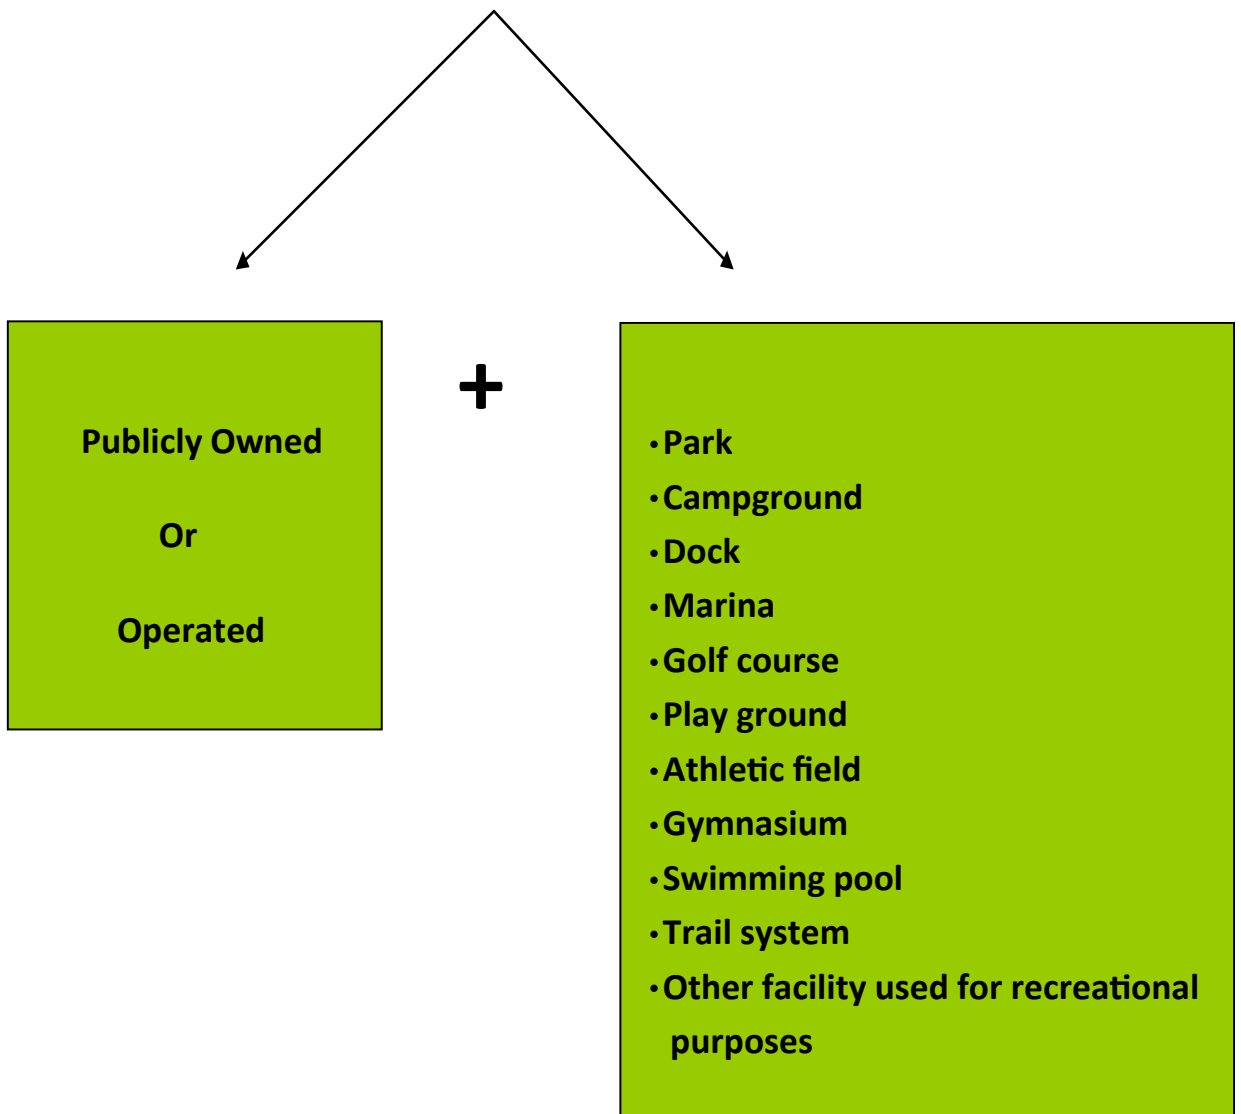 Publicly Owned
Or
Operated
+
•Park
•Campground
•Dock
•Marina
•Golf course
•Play ground
•Athletic field
•Gymnasium
•Swimming pool
•Trail system
•Other facility used for recreational
purposes